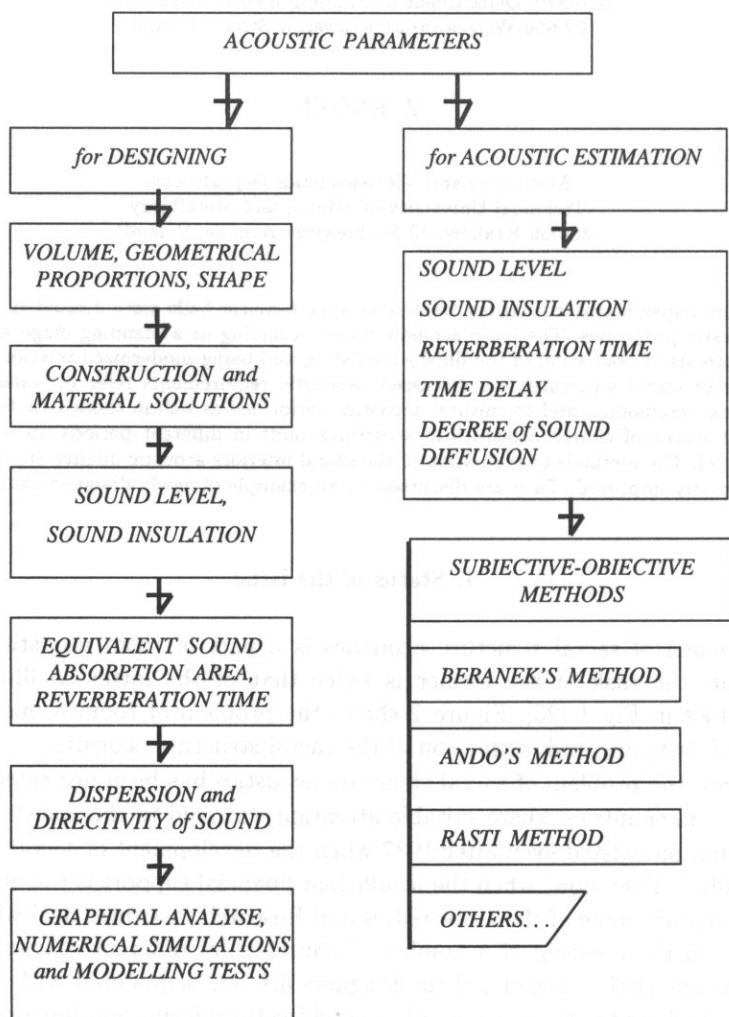 ACOUSTIC PARAMETERS
for DESIGNING
VOLUME, GEOMETRICAL
PROPORTIONS, SHAPE
CONSTRUCTION and
MATERIAL SOLUTIONS
SOUND LEVEL,
SOUND INSULATION
EQUIVALENT SOUND
ABSORPTION AREA,
REVERBERATION TIME
DISPERSION and
DIRECTIVITY of SOUND
GRAPHICAL ANALYSE,
NUMERICAL SIMULATIONS
and MODELLING TESTS
for ACOUSTIC ESTIMATION
SOUND LEVEL
SOUND INSULATION
REVERBERATION TIME
TIME DELAY
DEGREE of SOUND
DIFFUSION
SUBIECTIVE-OBIECTIVE
METHODS
BERANEK'S METHOD
ANDO'S METHOD
RASTI METHOD
OTHERS...